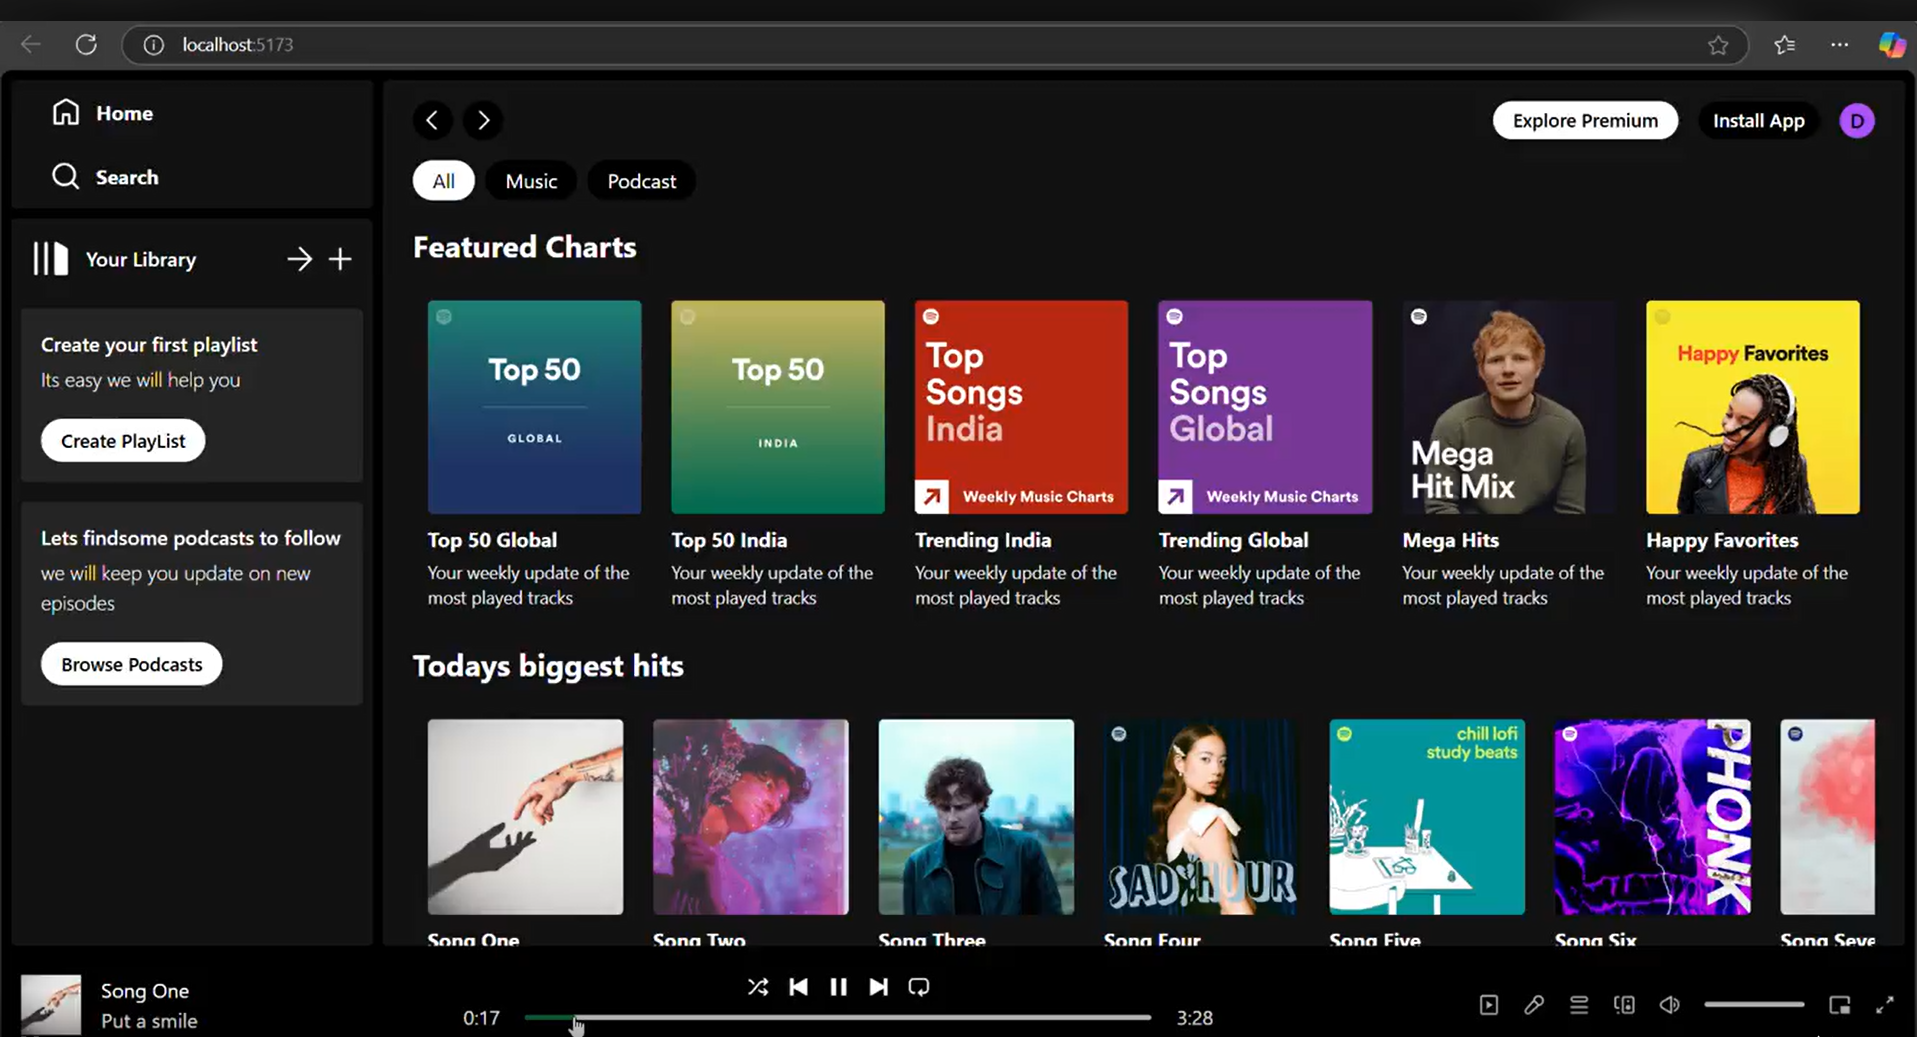 localhost:5173
Home
Search
Your Library
Create your first playlist
Its easy we will help you
Create PlayList
Lets findsome podcasts to follow
we will keep you update on new
episodes
Browse Podcasts
Explore Premium
Install App
D
All
Music
Podcast
Featured Charts
Top 50
GLOBAL
Top 50 Global
Your weekly update of the
most played tracks
Top 50
INDIA
Top 50 India
Your weekly update of the
most played tracks
Top
Songs
India
Weekly Music Charts
Trending India
Your weekly update of the
most played tracks
Top
Songs
Global
Weekly Music Charts
Trending Global
Your weekly update of the
most played tracks
Mega
Hit Mix
Mega Hits
Your weekly update of the
most played tracks
Happy Favorites
Happy Favorites
Your weekly update of the
most played tracks
Todays biggest hits
Song One
Song Two
Song Three
SAD HOUR
Song Four
chill lofi
study beats
Song Five
PHONK
Song Six
Song Seve
Song One
Put a smile
0:17
3:28